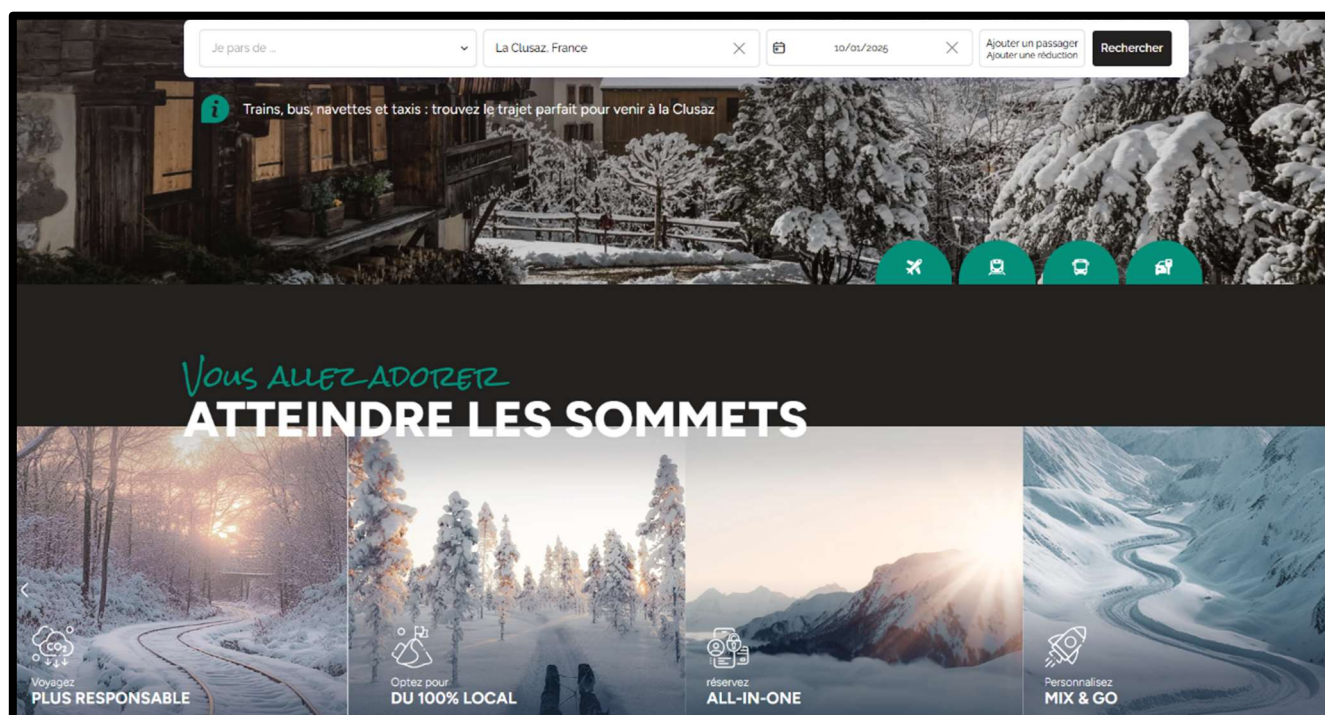 Je pars de ...
La Clusaz, France
10/01/2025
Ajouter un passager
Ajouter une réduction
Rechercher
i
Trains, bus, navettes et taxis : trouvez le trajet parfait pour venir à la Clusaz
Vous allez adorer
ATTEINDRE LES SOMMETS
CO2
Voyagez
PLUS RESPONSABLE
Optez pour
DU 100% LOCAL
réservez
ALL-IN-ONE
Personnalisez
MIX & GO